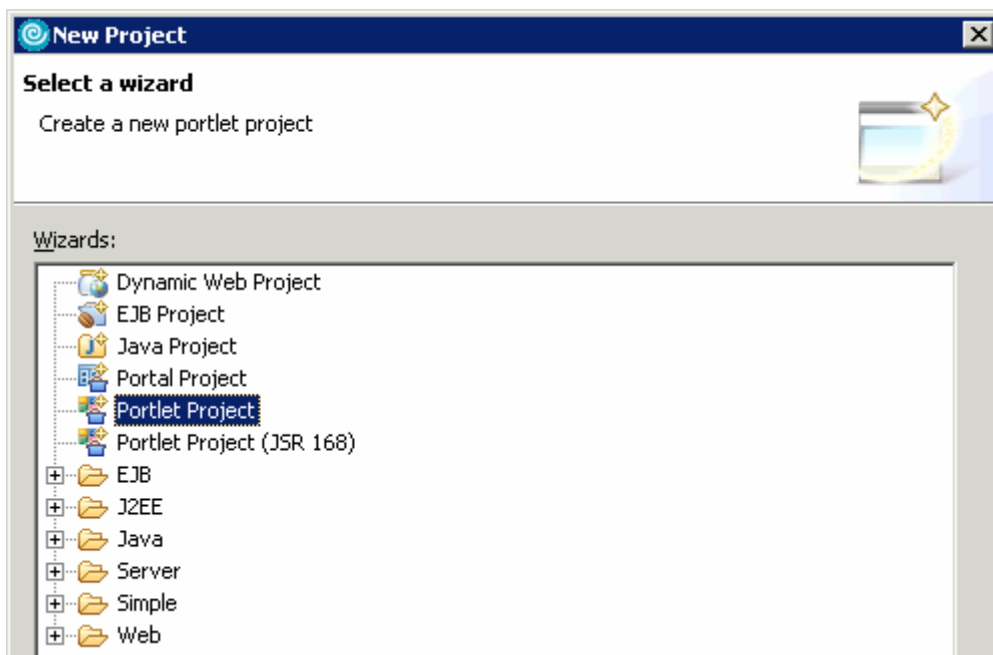 New Project
Select a wizard
Create a new portlet project
Wizards:
Dynamic Web Project
EJB Project
Java Project
Portal Project
Portlet Project
Portlet Project (JSR 168)
EJB
J2EE
Java
Server
Simple
Web